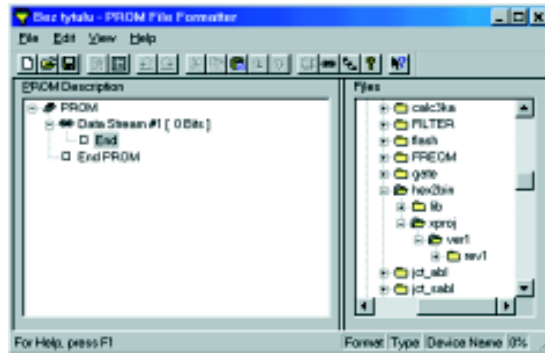 Bez tytułu - PROM File Formatter
File Edit View Help
PROM Description
PROM
Data Stream #1 [ 0 Bits ]
End
End PROM
Files
calc3ka
FILTER
flash
FREOM
gate
hex2bin
lib
xproj
ver1
rev1
jct_abl
jct_sabl
For Help, press F1
Format Type Device Name 0%